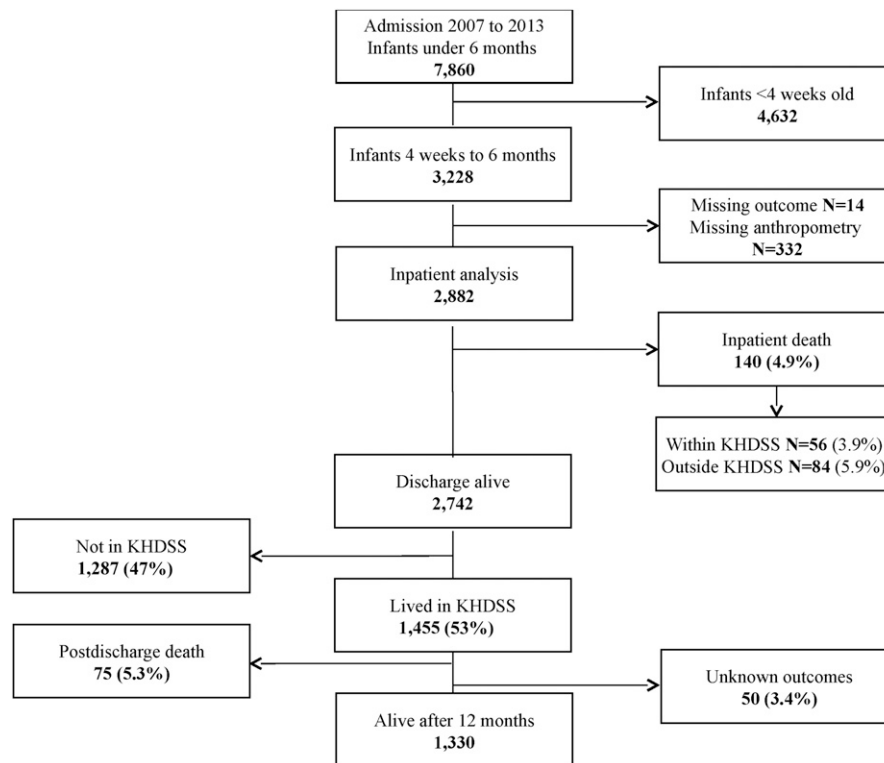 Admission 2007 to 2013
Infants under 6 months
7,860
Infants <4 weeks old
4,632
Infants 4 weeks to 6 months
3,228
Missing outcome N=14
Missing anthropometry
N=332
Inpatient analysis
2,882
Inpatient death
140 (4.9%)
Within KHDSS N=56 (3.9%)
Outside KHDSS N=84 (5.9%)
Discharge alive
2,742
Not in KHDSS
1,287 (47%)
Lived in KHDSS
1,455 (53%)
Postdischarge death
75 (5.3%)
Unknown outcomes
50 (3.4%)
Alive after 12 months
1,330